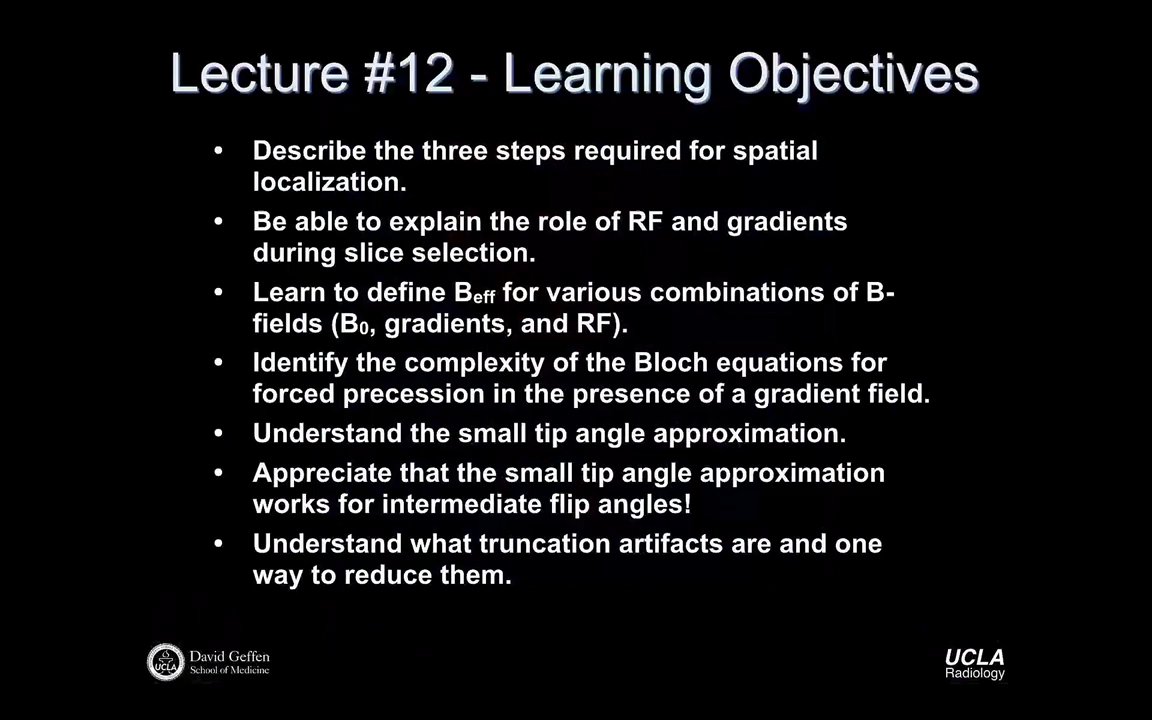 Lecture #12 - Learning Objectives
• Describe the three steps required for spatial
localization.
• Be able to explain the role of RF and gradients
during slice selection.
• Learn to define Beff for various combinations of B-
fields (B0, gradients, and RF).
• Identify the complexity of the Bloch equations for
forced precession in the presence of a gradient field.
• Understand the small tip angle approximation.
• Appreciate that the small tip angle approximation
works for intermediate flip angles!
• Understand what truncation artifacts are and one
way to reduce them.
UCLA
David Geffen
School of Medicine
UCLA
Radiology